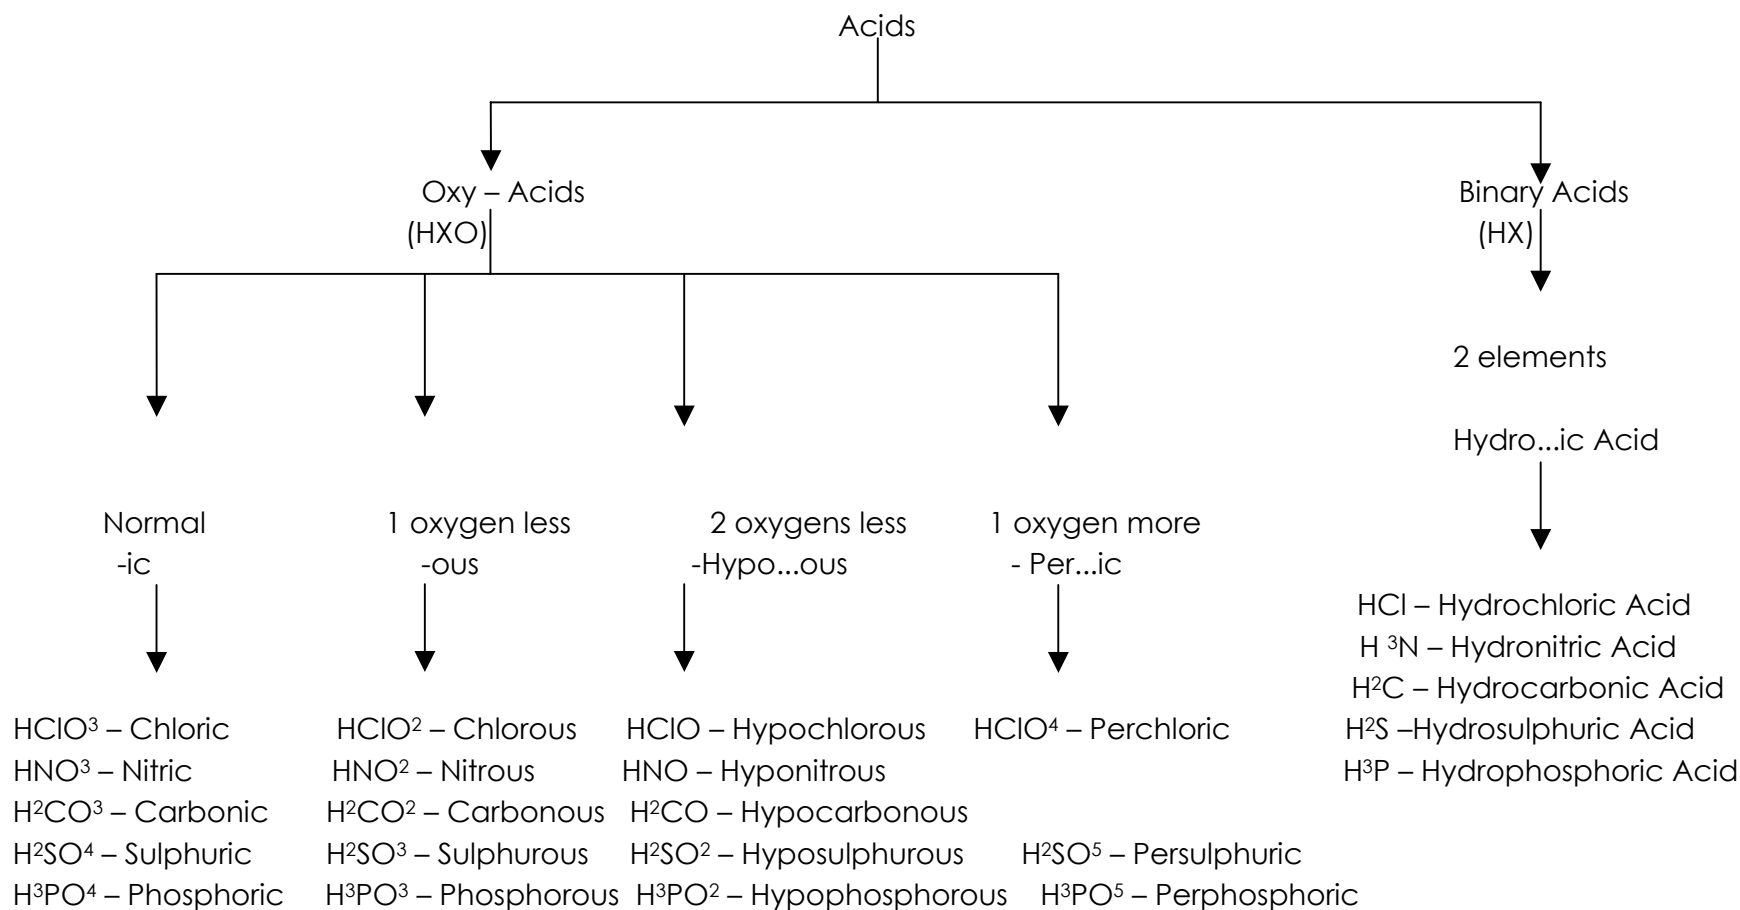 Acids
Oxy – Acids
(HXO)
Binary Acids
(HX)
2 elements
Hydro...ic Acid
Normal
-ic
1 oxygen less
-ous
2 oxygens less
-Hypo...ous
1 oxygen more
- Per...ic
HClO³ – Chloric
HNO³ – Nitric
H²CO³ – Carbonic
H²SO⁴ – Sulphuric
H³PO⁴ – Phosphoric
HClO² – Chlorous
HNO² – Nitrous
H²CO² – Carbonous
H²SO³ – Sulphurous
H³PO³ – Phosphorous
HClO – Hypochlorous
HNO – Hyponitrous
H²CO – Hypocarbonous
H²SO² – Hyposulphurous
H³PO² – Hypophosphorous
HClO⁴ – Perchloric
H²SO⁵ – Persulphuric
H³PO⁵ – Perphosphoric
HCl – Hydrochloric Acid
H ³N – Hydronitric Acid
H²C – Hydrocarbonic Acid
H²S –Hydrosulphuric Acid
H³P – Hydrophosphoric Acid